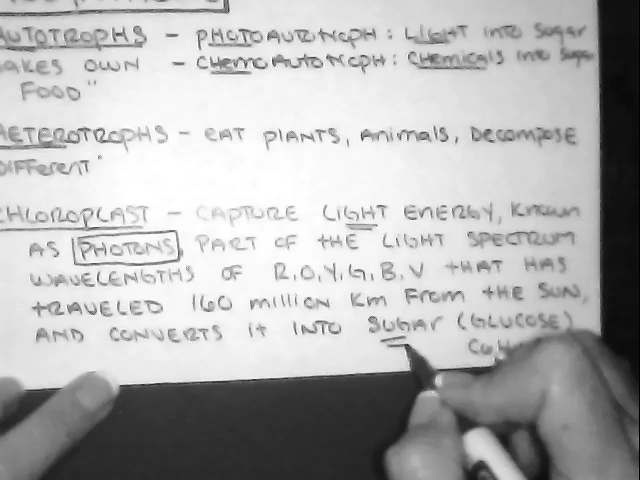 AUTOTROPHS - PHOTOAUTOTROPH: LIGHT INTO SUGAR
MAKES OWN - CHEMOAUTOTROPH: CHEMICALS INTO SUGAR
FOOD"
HETEROTROPHS - EAT PLANTS, ANIMALS, DECOMPOSE
DIFFERENT"
CHLOROPLAST - CAPTURE LIGHT ENERGY, KNOWN
AS PHOTONS, PART OF THE LIGHT SPECTRUM
WAVELENGTHS OF R,O,Y,G,B,V THAT HAS
TRAVELED 160 MILLION KM FROM THE SUN,
AND CONVERTS IT INTO SUGAR (GLUCOSE)